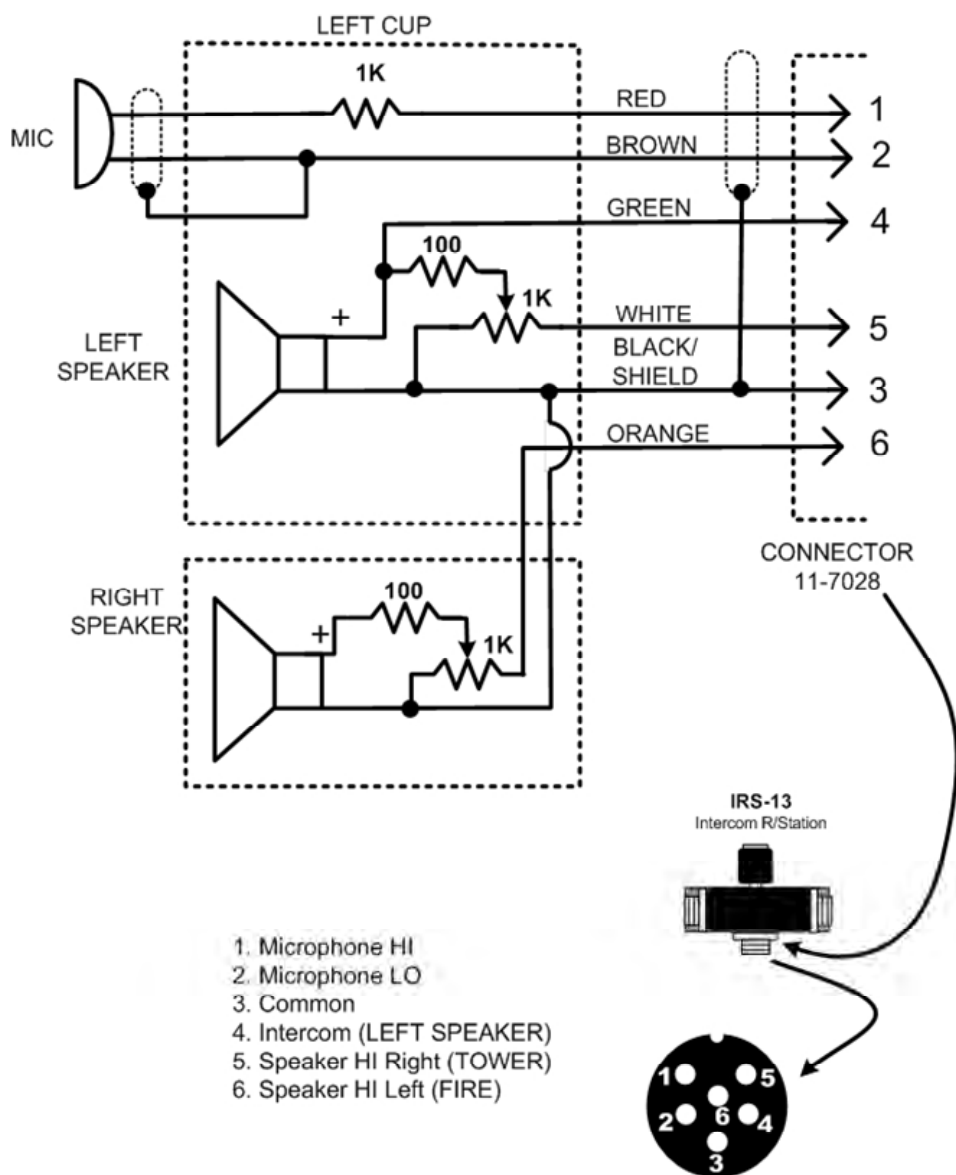 LEFT CUP
1K
RED
1
MIC
BROWN
2
GREEN
4
100
1K
+
WHITE
5
LEFT
SPEAKER
BLACK/
SHIELD
3
ORANGE
6
CONNECTOR
11-7028
RIGHT
SPEAKER
100
+
1K
IRS-13
Intercom R/Station
1. Microphone HI
2. Microphone LO
3. Common
4. Intercom (LEFT SPEAKER)
5. Speaker HI Right (TOWER)
6. Speaker HI Left (FIRE)
1
5
6
2
4
3